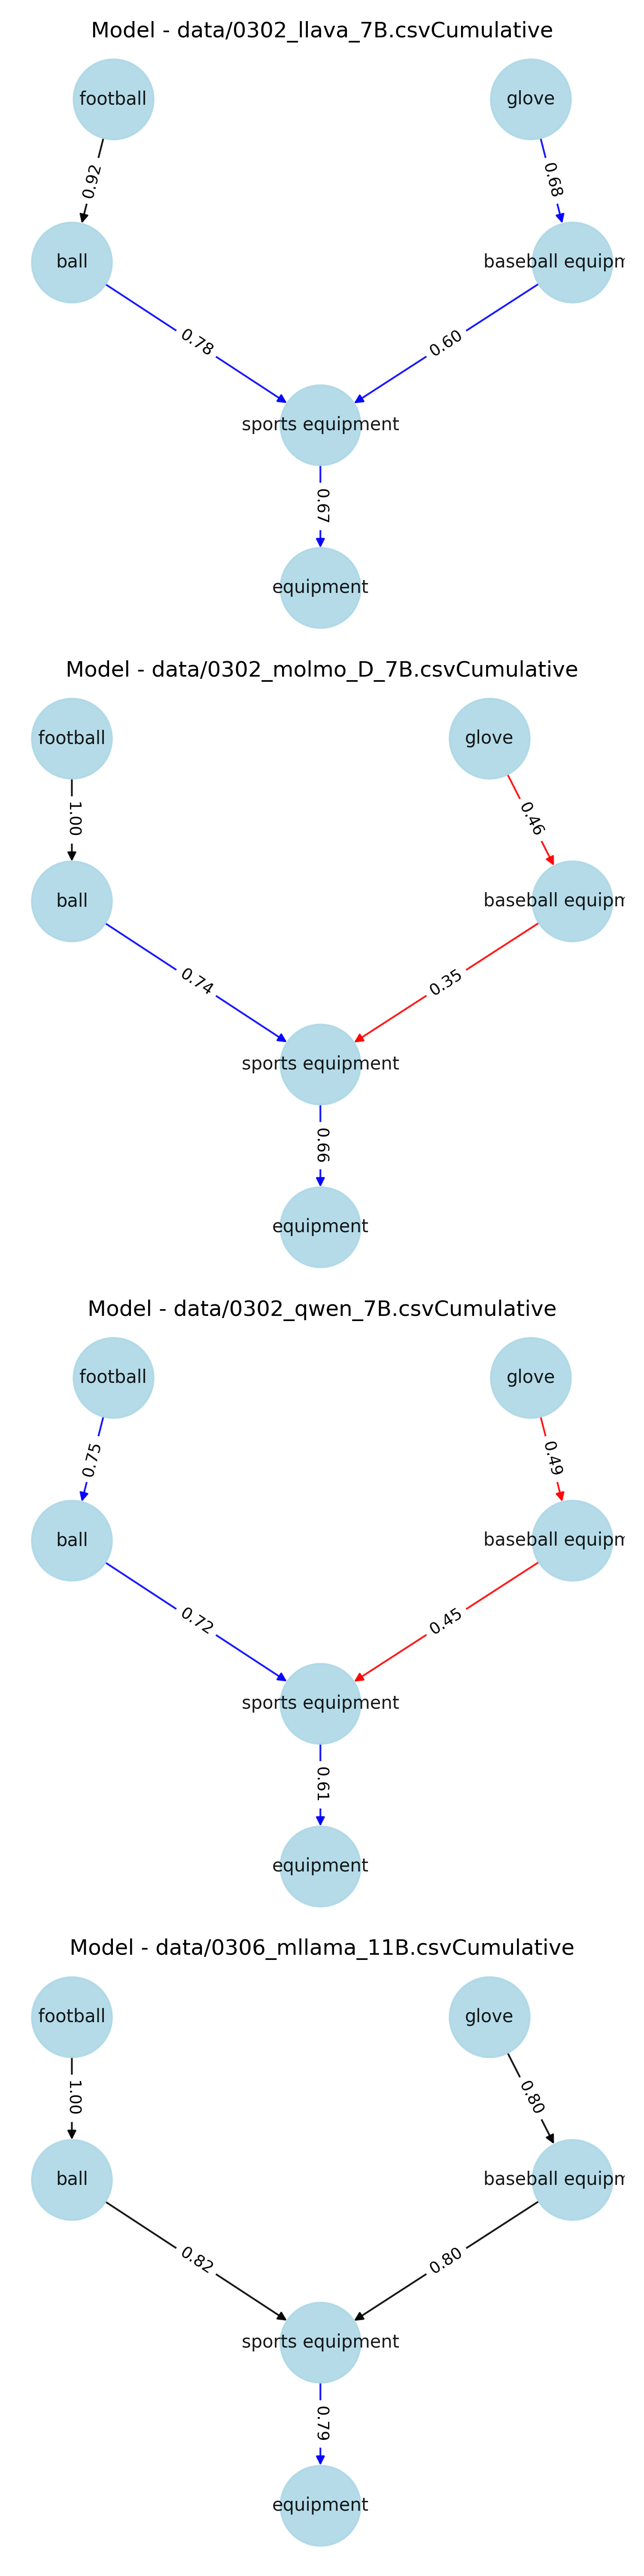 Model - data/0302_llava_7B.csvCumulative
football
glove
0.92
0.68
ball
baseball equipm
0.78
0.60
sports equipment
0.67
equipment
Model - data/0302_molmo_D_7B.csvCumulative
football
glove
1.00
0.46
ball
baseball equipm
0.74
0.35
sports equipment
0.66
equipment
Model - data/0302_qwen_7B.csvCumulative
football
glove
0.75
0.49
ball
baseball equipm
0.72
0.45
sports equipment
0.61
equipment
Model - data/0306_mllama_11B.csvCumulative
football
glove
1.00
0.80
ball
baseball equipm
0.82
0.80
sports equipment
0.79
equipment